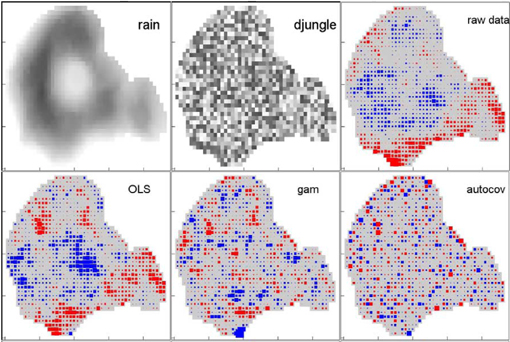 rain
djungle
raw data
OLS
gam
autocov